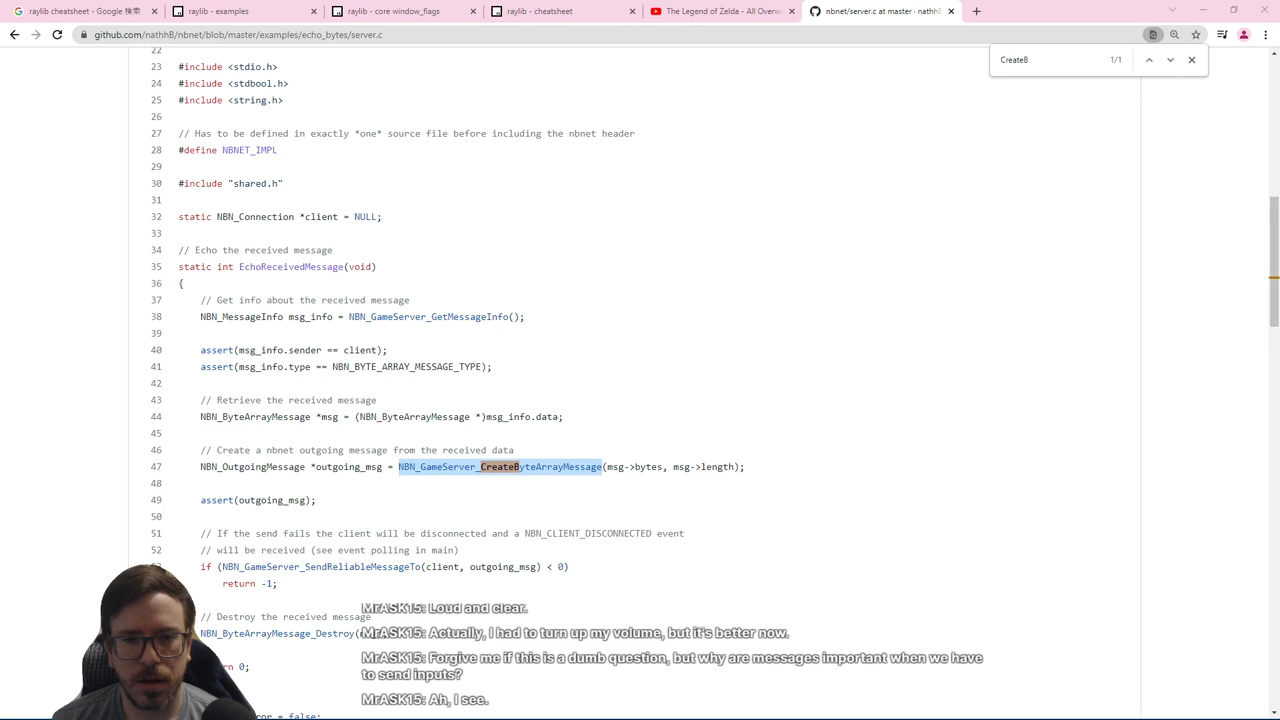 raylib cheatsheet - Google 検索
raylib - examples
raylib - core window_flags
raylib - cheatsheet
The Legend of Zelda - All Overwo
nbnet/server.c at master · nathhB
github.com/nathhB/nbnet/blob/master/examples/echo_bytes/server.c
CreateB 1/1
22
23 #include <stdio.h>
24 #include <stdbool.h>
25 #include <string.h>
26
27 // Has to be defined in exactly *one* source file before including the nbnet header
28 #define NBNET_IMPL
29
30 #include "shared.h"
31
32 static NBN_Connection *client = NULL;
33
34 // Echo the received message
35 static int EchoReceivedMessage(void)
36 {
37 // Get info about the received message
38 NBN_MessageInfo msg_info = NBN_GameServer_GetMessageInfo();
39
40 assert(msg_info.sender == client);
41 assert(msg_info.type == NBN_BYTE_ARRAY_MESSAGE_TYPE);
42
43 // Retrieve the received message
44 NBN_ByteArrayMessage *msg = (NBN_ByteArrayMessage *)msg_info.data;
45
46 // Create a nbnet outgoing message from the received data
47 NBN_OutgoingMessage *outgoing_msg = NBN_GameServer_CreateByteArrayMessage(msg->bytes, msg->length);
48
49 assert(outgoing_msg);
50
51 // If the send fails the client will be disconnected and a NBN_CLIENT_DISCONNECTED event
52 // will be received (see event polling in main)
if (NBN_GameServer_SendReliableMessageTo(client, outgoing_msg) < 0)
return -1;
// Destroy the received message
NBN_ByteArrayMessage_Destroy(
0;
= false;
MrASK15: Loud and clear.
MrASK15: Actually, I had to turn up my volume, but it's better now.
MrASK15: Forgive me if this is a dumb question, but why are messages important when we have
to send inputs?
MrASK15: Ah, I see.